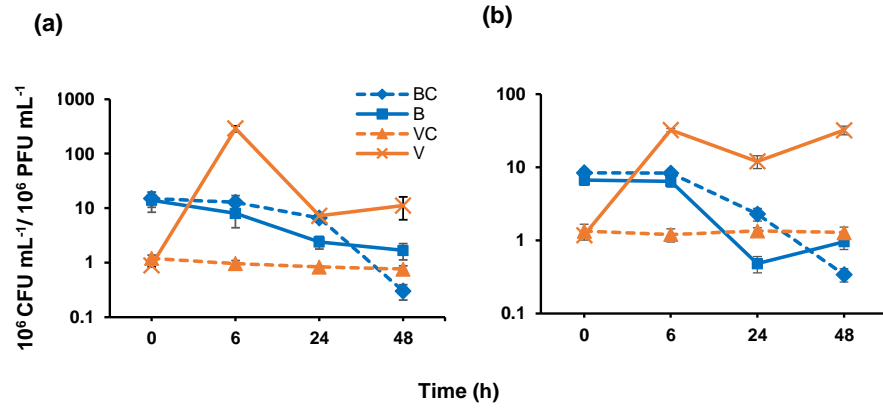 (a)
(b)
10⁶ CFU mL⁻¹/ 10⁶ PFU mL⁻¹
1000
100
10
1
0.1
0 6 24 48
BC
B
VC
V
100
10
1
0.1
0 6 24 48
Time (h)